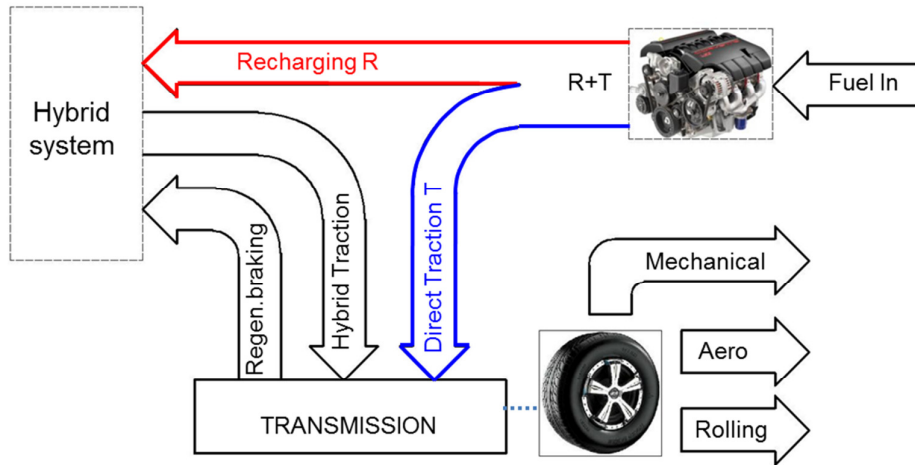 Recharging R
R+T
Fuel In
Hybrid
system
Regen.braking
Hybrid Traction
Direct Traction T
Mechanical
Aero
Rolling
TRANSMISSION